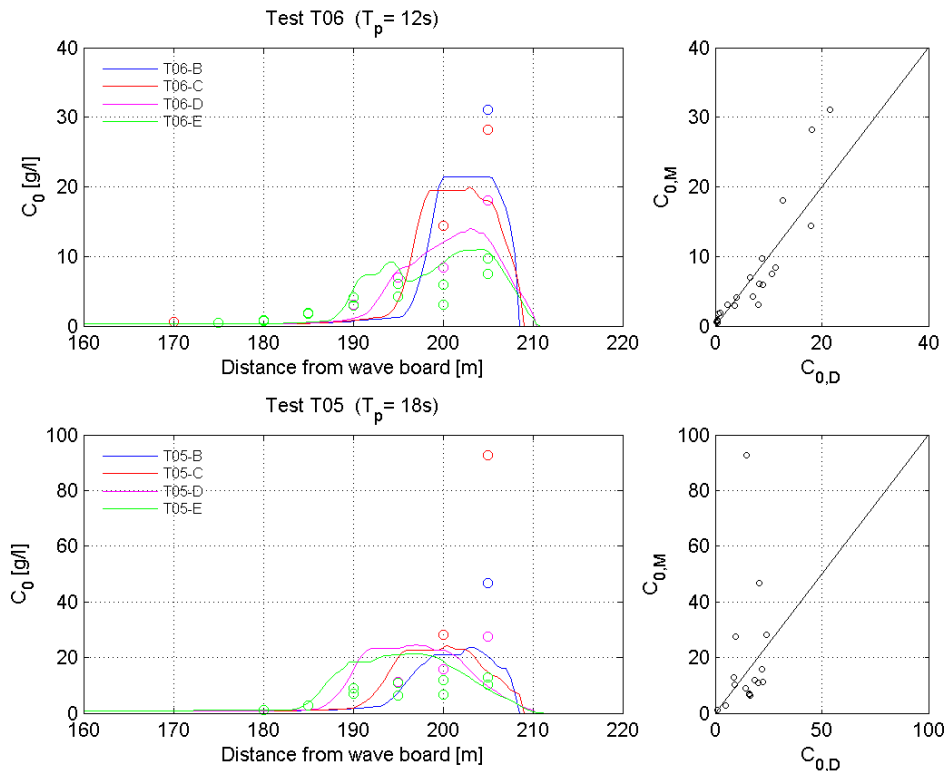 Test T06 (T_p= 12s)
C_0 [g/l]
40
30
20
10
0
T06-B
T06-C
T06-D
T06-E
160 170 180 190 200 210 220
Distance from wave board [m]
C_0,M
40
30
20
10
0
0 20 40
C_0,D
Test T05 (T_p= 18s)
C_0 [g/l]
100
80
60
40
20
0
T05-B
T05-C
T05-D
T05-E
160 170 180 190 200 210 220
Distance from wave board [m]
C_0,M
100
80
60
40
20
0
0 50 100
C_0,D